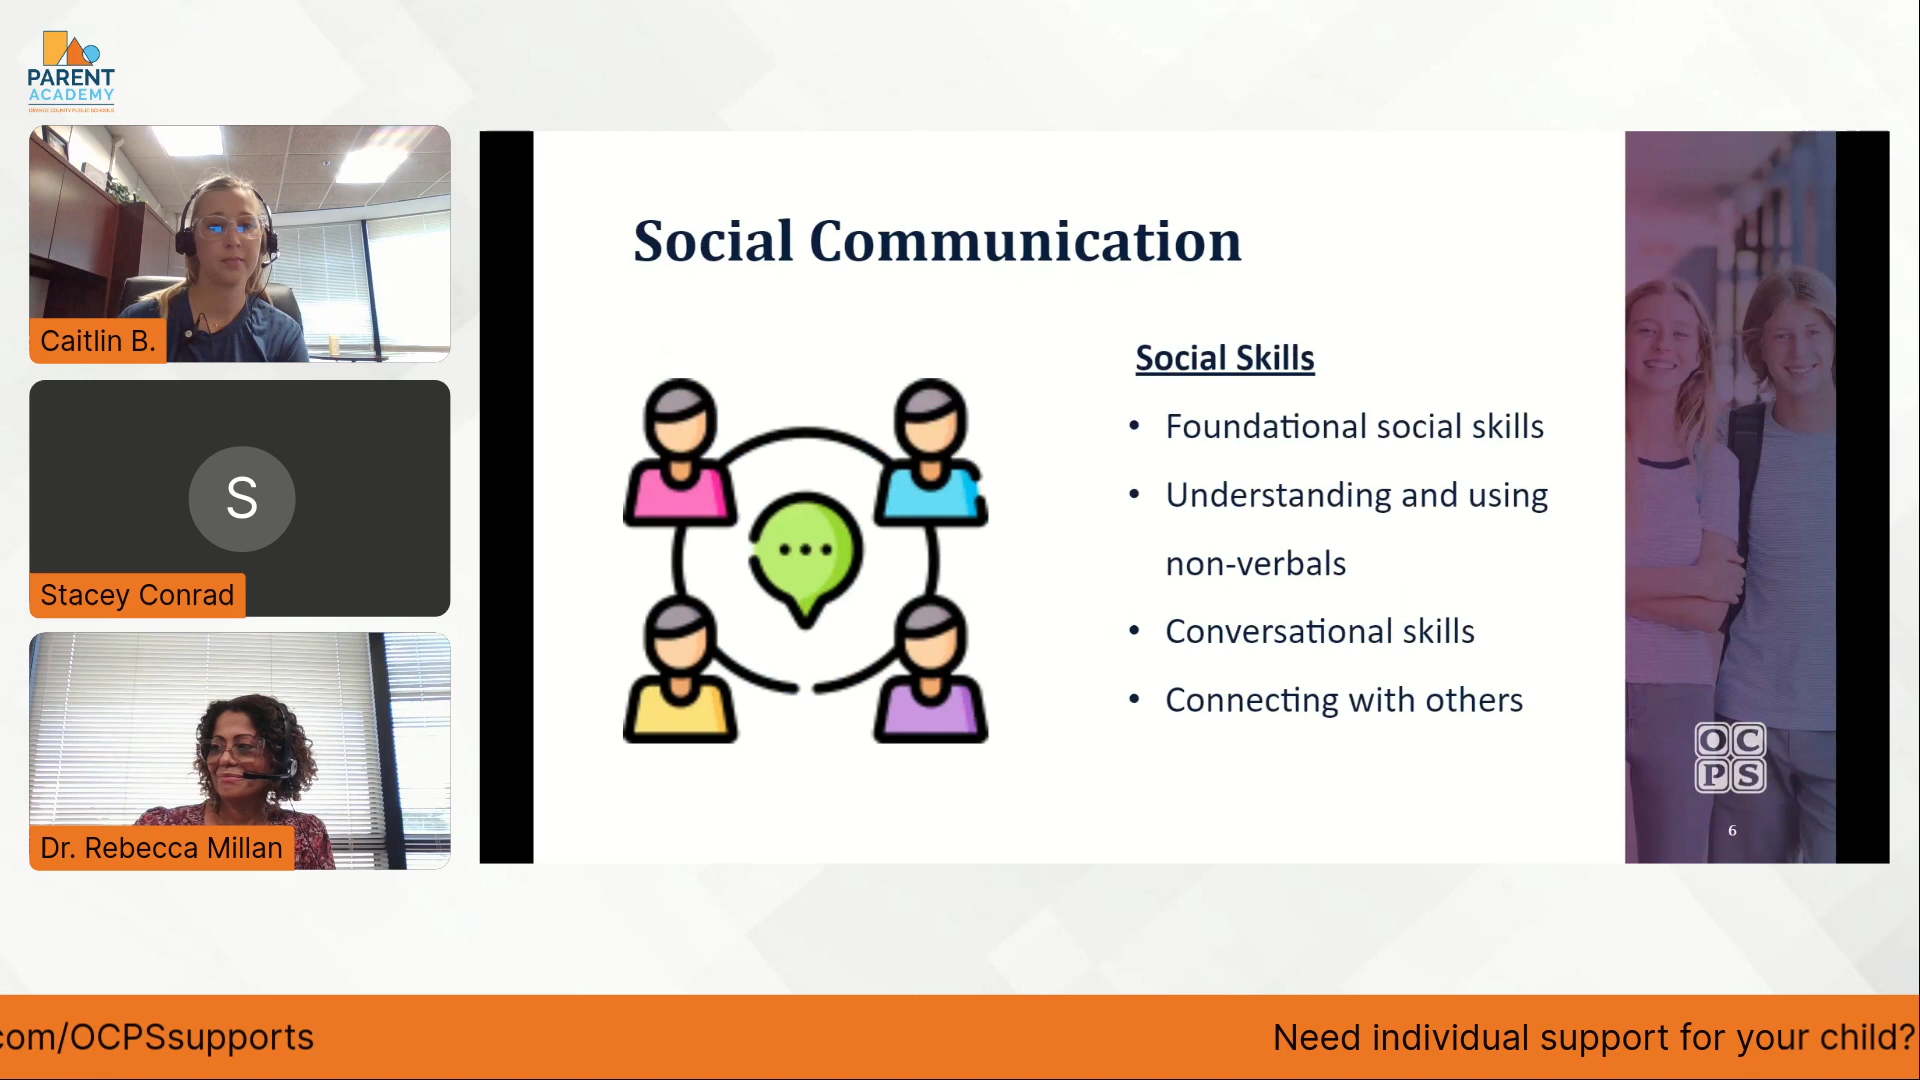 PARENT
ACADEMY
ORANGE COUNTY PUBLIC SCHOOLS
Caitlin B.
S
Stacey Conrad
Dr. Rebecca Millan
Social Communication
Social Skills
• Foundational social skills
• Understanding and using
non-verbals
• Conversational skills
• Connecting with others
OC
PS
6
com/OCPSsupports
Need individual support for your child?